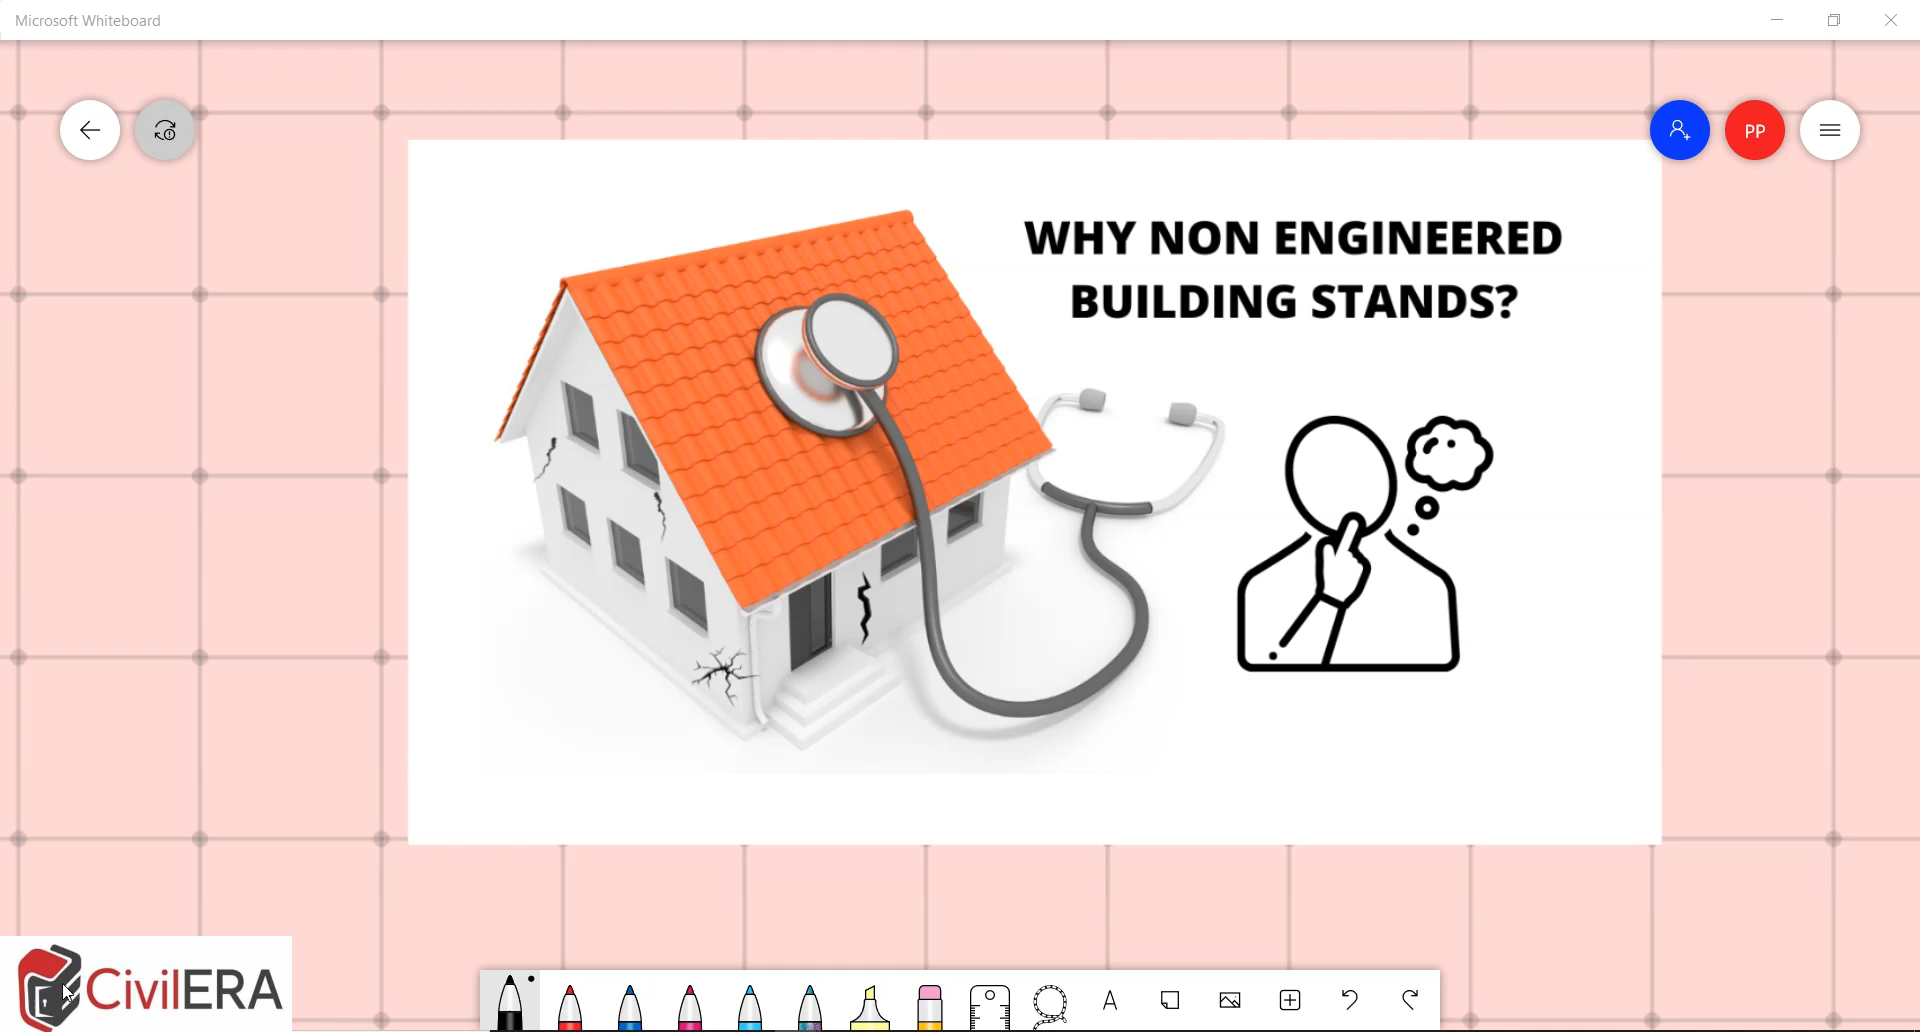 Microsoft Whiteboard
PP
WHY NON ENGINEERED
BUILDING STANDS?
CivilERA
A